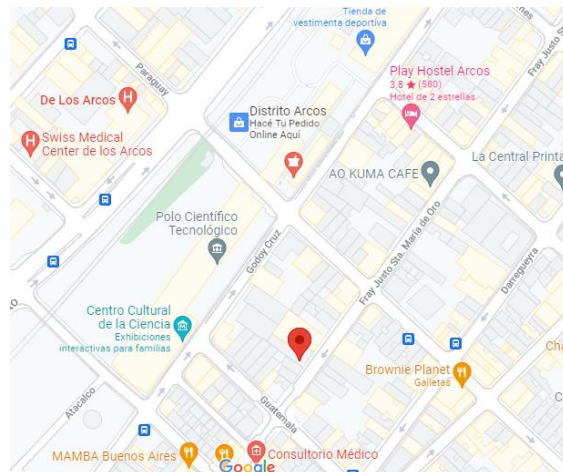 Tienda de
vestimenta deportiva
Fray Justo Sta
Paraguay
Play Hostel Arcos
3,8 ★ (580)
Hotel de 2 estrellas
De Los Arcos
Distrito Arcos
Hacé Tu Pedido
Online Aquí
Swiss Medical
Center de los Arcos
La Central Printa
AO KUMA CAFE
Polo Científico
Tecnológico
Godoy Cruz
Fray Justo Sta. María de Oro
Darregueyra
Centro Cultural
de la Ciencia
Exhibiciones
interactivas para familias
Cha
Brownie Planet
Galletas
Atacalco
Guatemala
C
MAMBA Buenos Aires
Google
Consultorio Médico